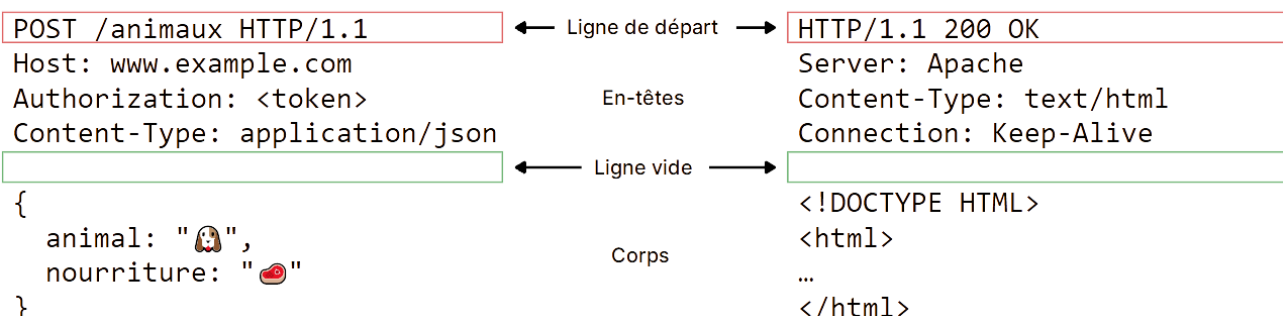 POST /animaux HTTP/1.1
Host: www.example.com
Authorization: <token>
Content-Type: application/json
{
animal: "🐶",
nourriture: "🥩"
}
Ligne de départ
En-têtes
Ligne vide
Corps
HTTP/1.1 200 OK
Server: Apache
Content-Type: text/html
Connection: Keep-Alive
<!DOCTYPE HTML>
<html>
…
</html>